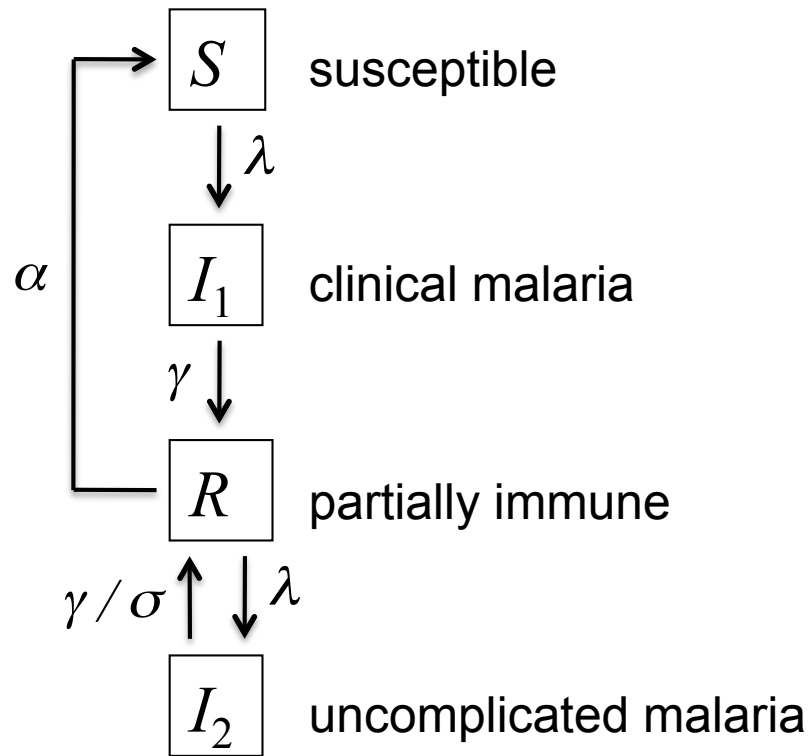 S susceptible
λ
I₁ clinical malaria
α
γ
R partially immune
γ / σ λ
I₂ uncomplicated malaria